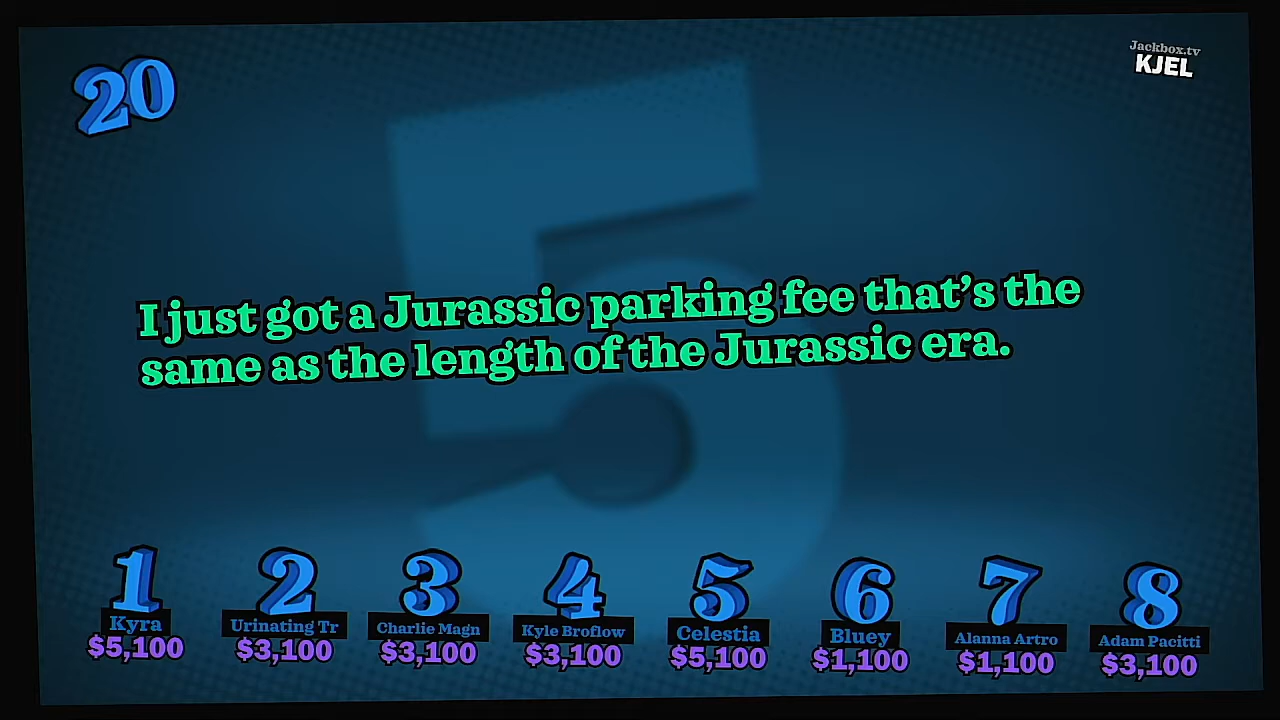 20
Jackbox.tv
KJEL
I just got a Jurassic parking fee that's the
same as the length of the Jurassic era.
5
1
Kyra
$5,100
2
Urinating Tr
$3,100
3
Charlie Magn
$3,100
4
Kyle Broflow
$3,100
5
Celestia
$5,100
6
Bluey
$1,100
7
Alanna Artro
$1,100
8
Adam Pacitti
$3,100